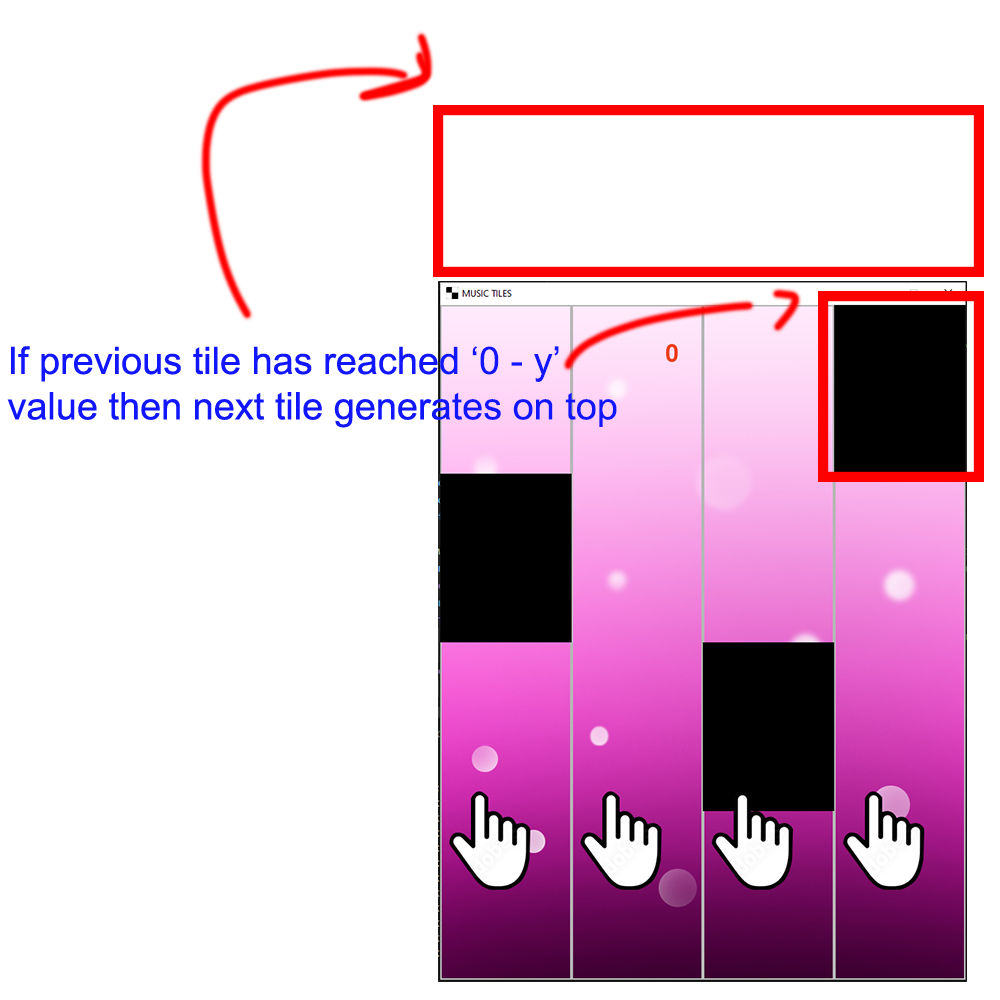 MUSIC TILES
0
If previous tile has reached ‘0 - y’
value then next tile generates on top